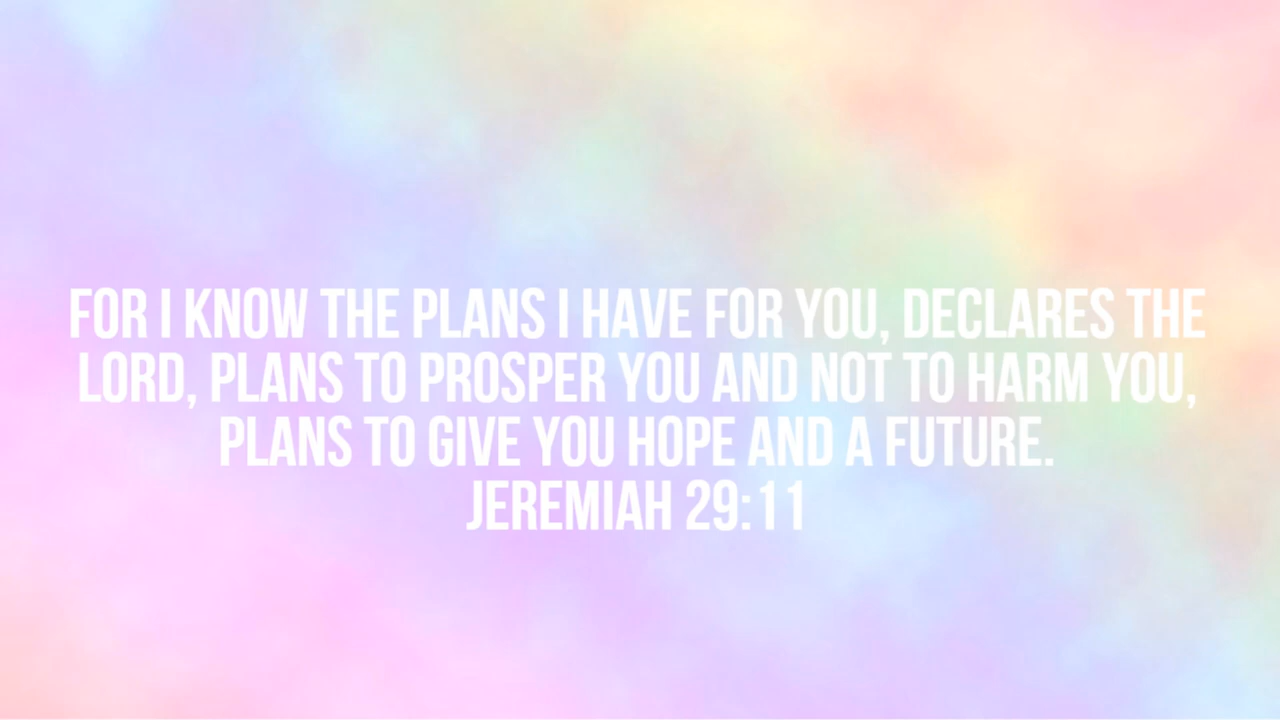 FOR I KNOW THE PLANS I HAVE FOR YOU, DECLARES THE
LORD, PLANS TO PROSPER YOU AND NOT TO HARM YOU,
PLANS TO GIVE YOU HOPE AND A FUTURE.
JEREMIAH 29:11